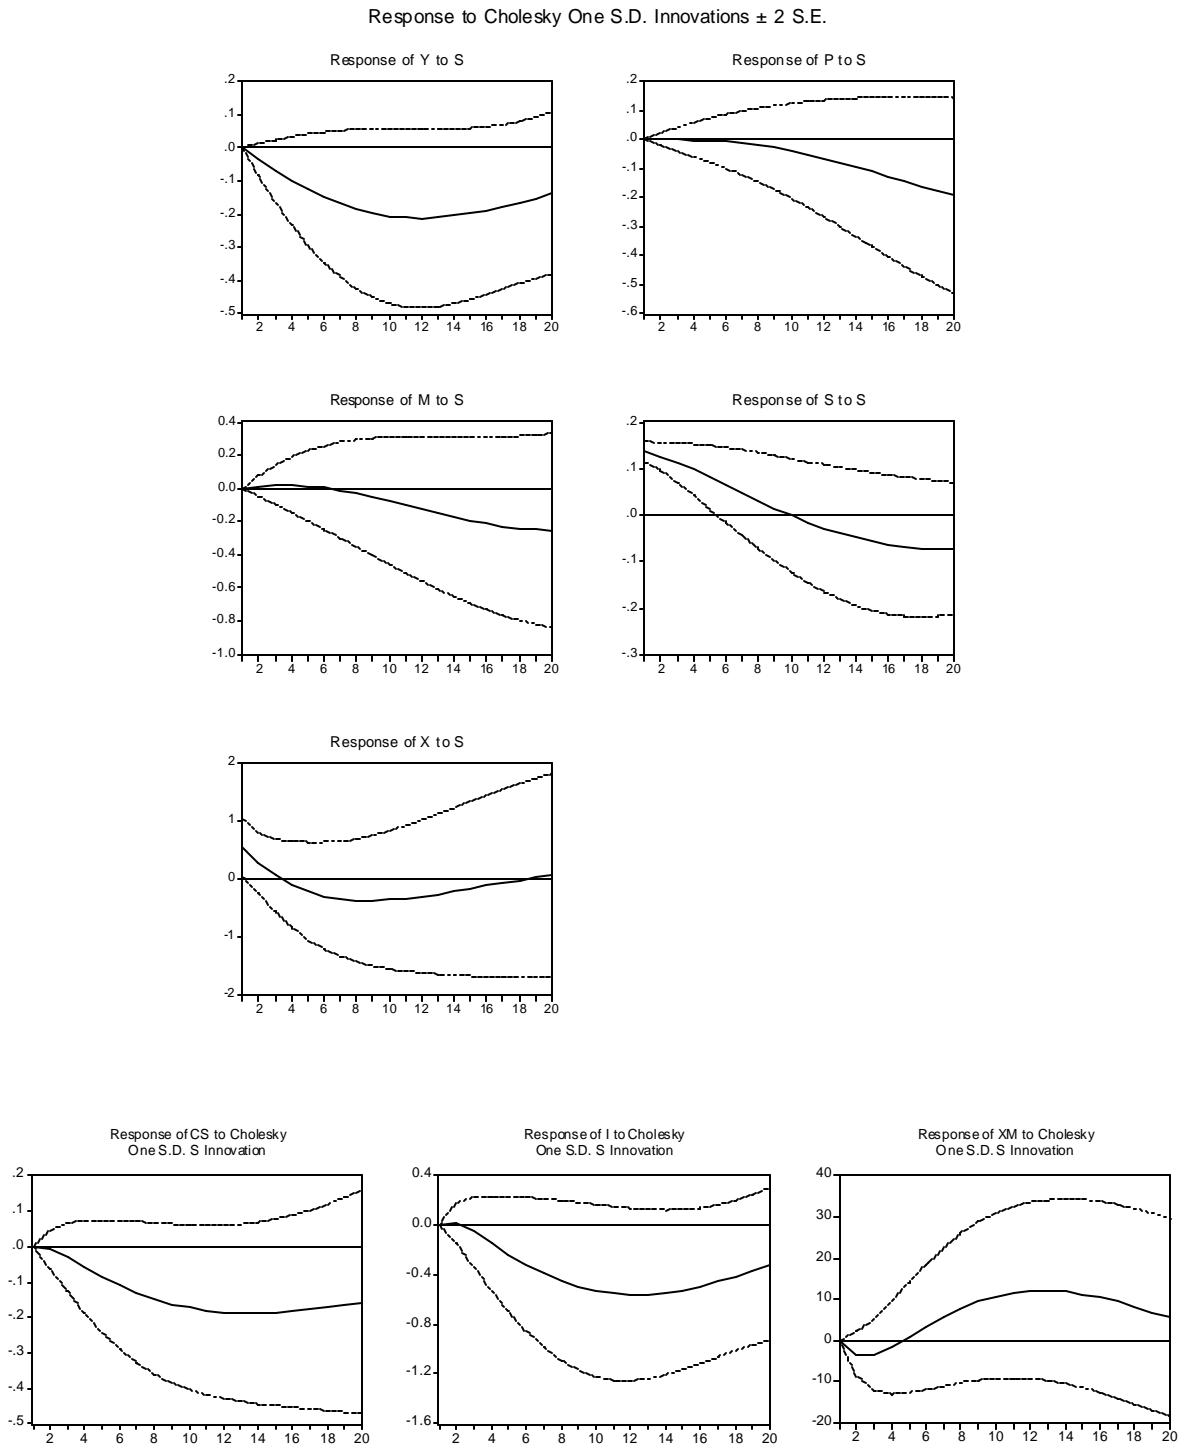 Response to Cholesky One S.D. Innovations ± 2 S.E.
Response of Y to S
.2
.1
.0
-.1
-.2
-.3
-.4
-.5
2 4 6 8 10 12 14 16 18 20
Response of P to S
.2
.1
.0
-.1
-.2
-.3
-.4
-.5
-.6
2 4 6 8 10 12 14 16 18 20
Response of M to S
0.4
0.2
0.0
-0.2
-0.4
-0.6
-0.8
-1.0
2 4 6 8 10 12 14 16 18 20
Response of S to S
.2
.1
.0
-.1
-.2
-.3
2 4 6 8 10 12 14 16 18 20
Response of X to S
2
1
0
-1
-2
2 4 6 8 10 12 14 16 18 20
Response of CS to Cholesky
One S.D. S Innovation
.2
.1
.0
-.1
-.2
-.3
-.4
-.5
2 4 6 8 10 12 14 16 18 20
Response of I to Cholesky
One S.D. S Innovation
0.4
0.0
-0.4
-0.8
-1.2
-1.6
2 4 6 8 10 12 14 16 18 20
Response of XM to Cholesky
One S.D. S Innovation
40
30
20
10
0
-10
-20
2 4 6 8 10 12 14 16 18 20